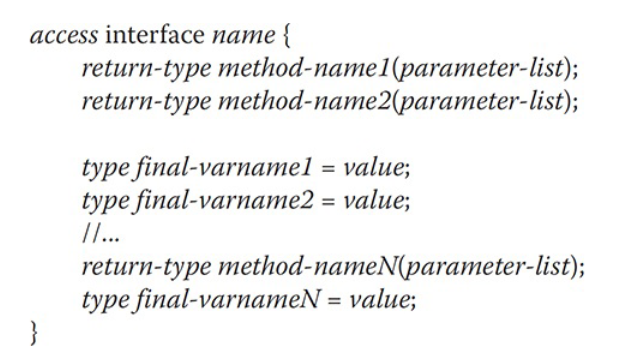 access interface name {
return-type method-name1(parameter-list);
return-type method-name2(parameter-list);
type final-varname1 = value;
type final-varname2 = value;
//...
return-type method-nameN(parameter-list);
type final-varnameN = value;
}